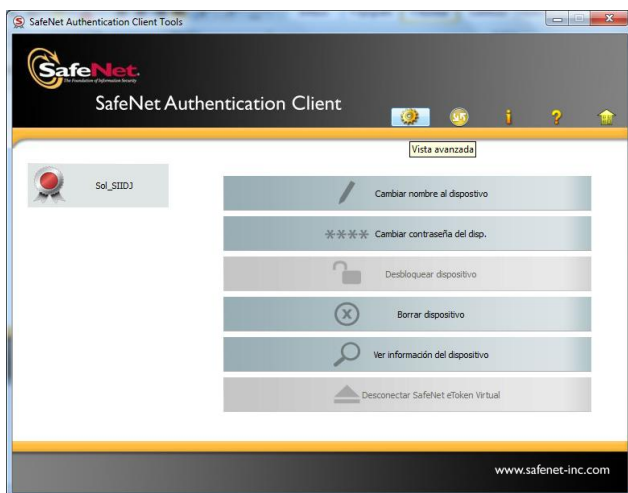 SafeNet Authentication Client Tools
SafeNet.
The Foundation of Information Security
SafeNet Authentication Client
Vista avanzada
Sol_SIIDJ
Cambiar nombre al dispostivo
**** Cambiar contraseña del disp.
Desbloquear dispositivo
Borrar dispositivo
Ver información del dispositivo
Desconectar SafeNet eToken Virtual
www.safenet-inc.com